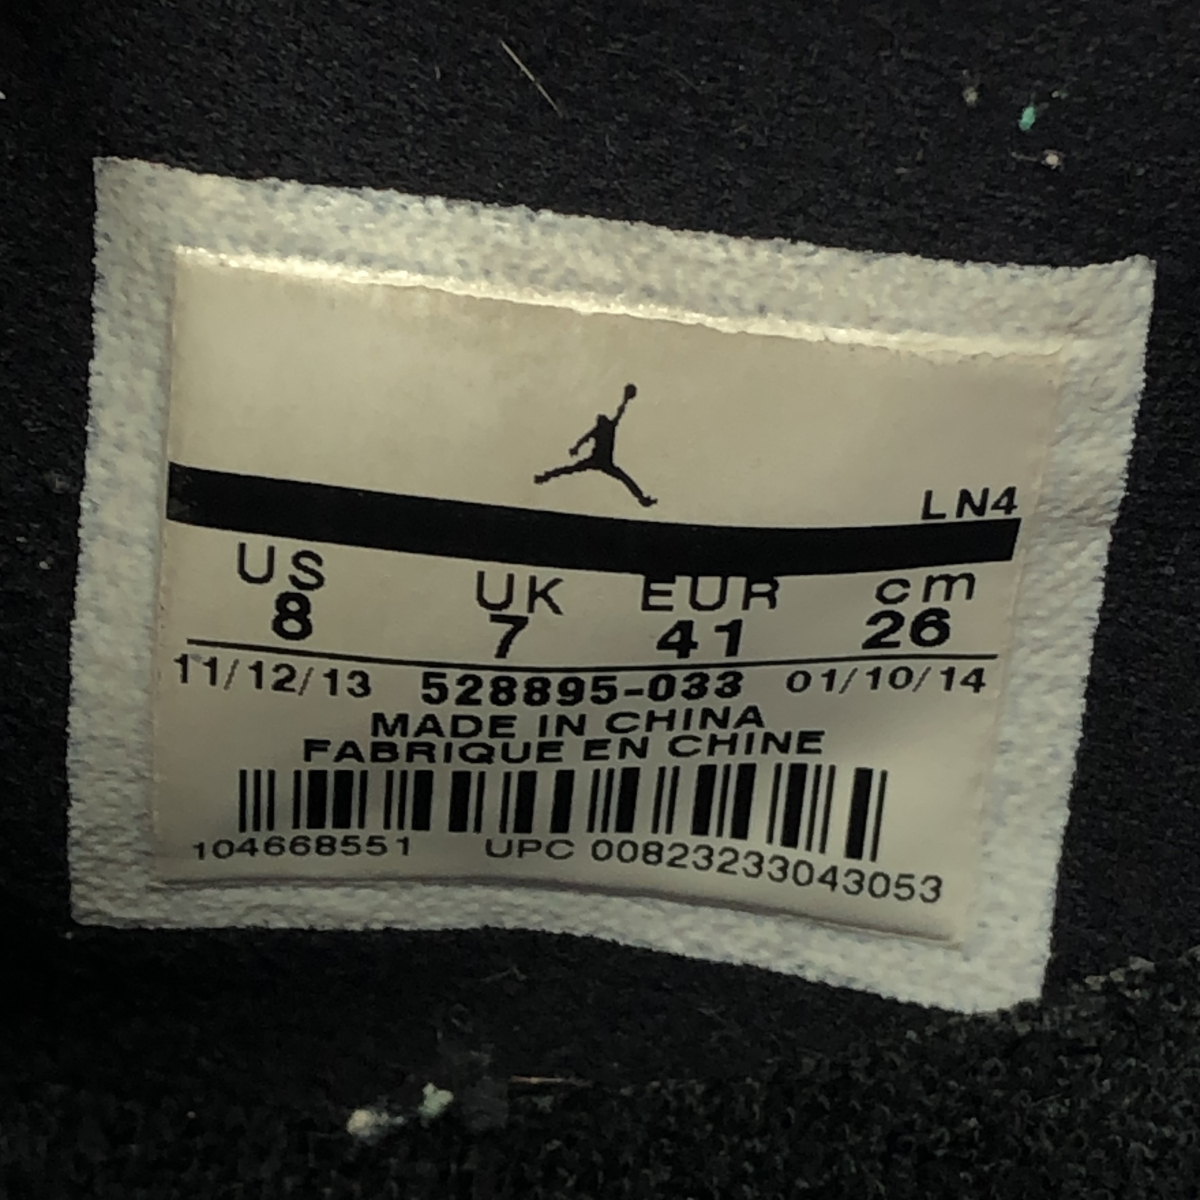 LN4
US UK EUR cm
8 7 41 26
11/12/13 528895-033 01/10/14
MADE IN CHINA
FABRIQUE EN CHINE
104668551 UPC 00823233043053